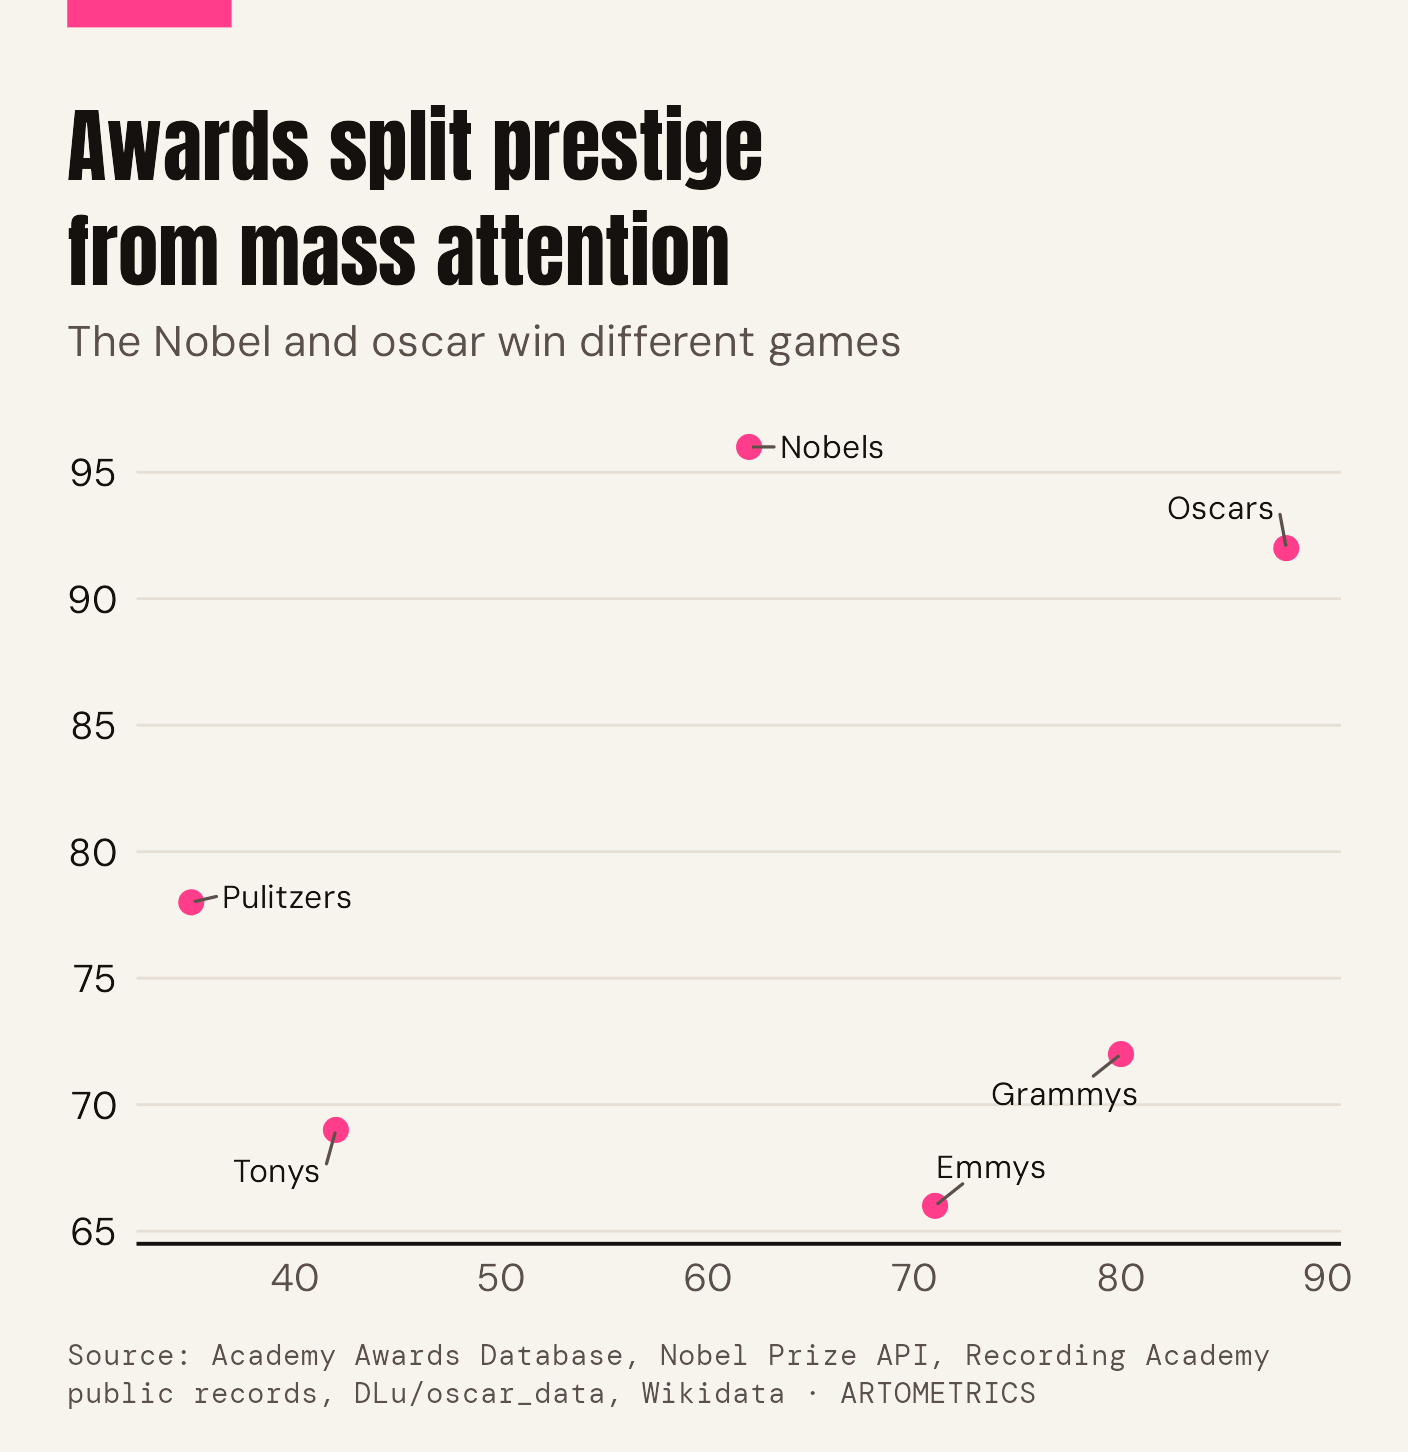 Awards split prestige
from mass attention
The Nobel and oscar win different games
Nobels
95
Oscars
90
85
80
Pulitzers
75
Grammys
70
Tonys
Emmys
65
40 50 60 70 80 90
Source: Academy Awards Database, Nobel Prize API, Recording Academy
public records, DLu/oscar_data, Wikidata · ARTOMETRICS